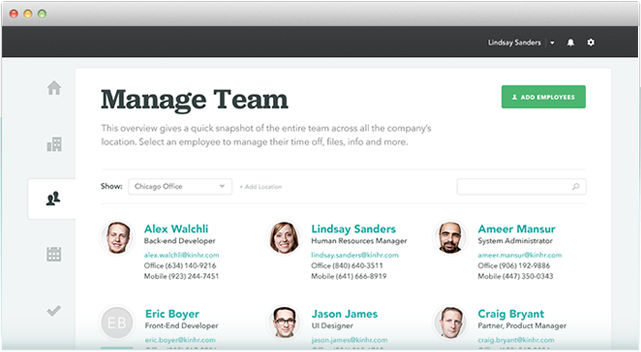 Lindsay Sanders
Manage Team
ADD EMPLOYEES
This overview gives a quick snapshot of the entire team across all the company's
location. Select an employee to manage their time off, files, info and more.
Show: Chicago Office + Add Location
Alex Walchli
Back-end Developer
alex.walchli@kinhr.com
Office (634) 140-9216
Mobile (923) 244-7451
Lindsay Sanders
Human Resources Manager
lindsay.sanders@kinhr.com
Office (840) 640-3511
Mobile (641) 666-8919
Ameer Mansur
System Administrator
ameer.mansur@kinhr.com
Office (906) 192-9886
Mobile (447) 350-0343
EB
Eric Boyer
Front-End Developer
eric.boyer@kinhr.com
Jason James
UI Designer
jason.james@kinhr.com
Craig Bryant
Partner, Product Manager
craig.bryant@kinhr.com